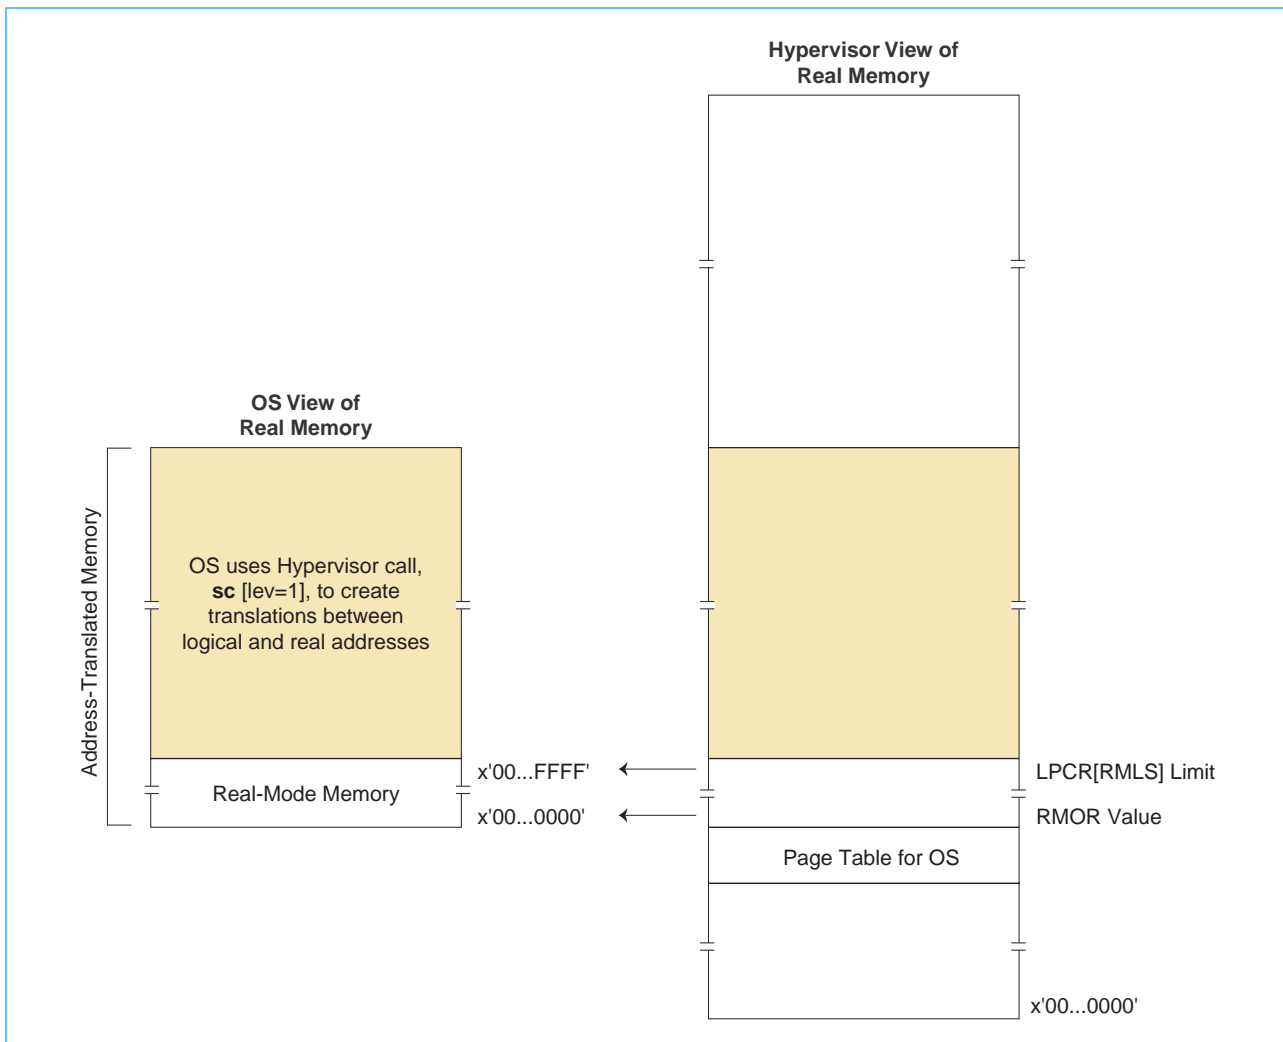 Hypervisor View of
Real Memory
OS View of
Real Memory
Address-Translated Memory
OS uses Hypervisor call,
sc [lev=1], to create
translations between
logical and real addresses
x'00...FFFF'
LPCR[RMLS] Limit
Real-Mode Memory
x'00...0000'
RMOR Value
Page Table for OS
x'00...0000'